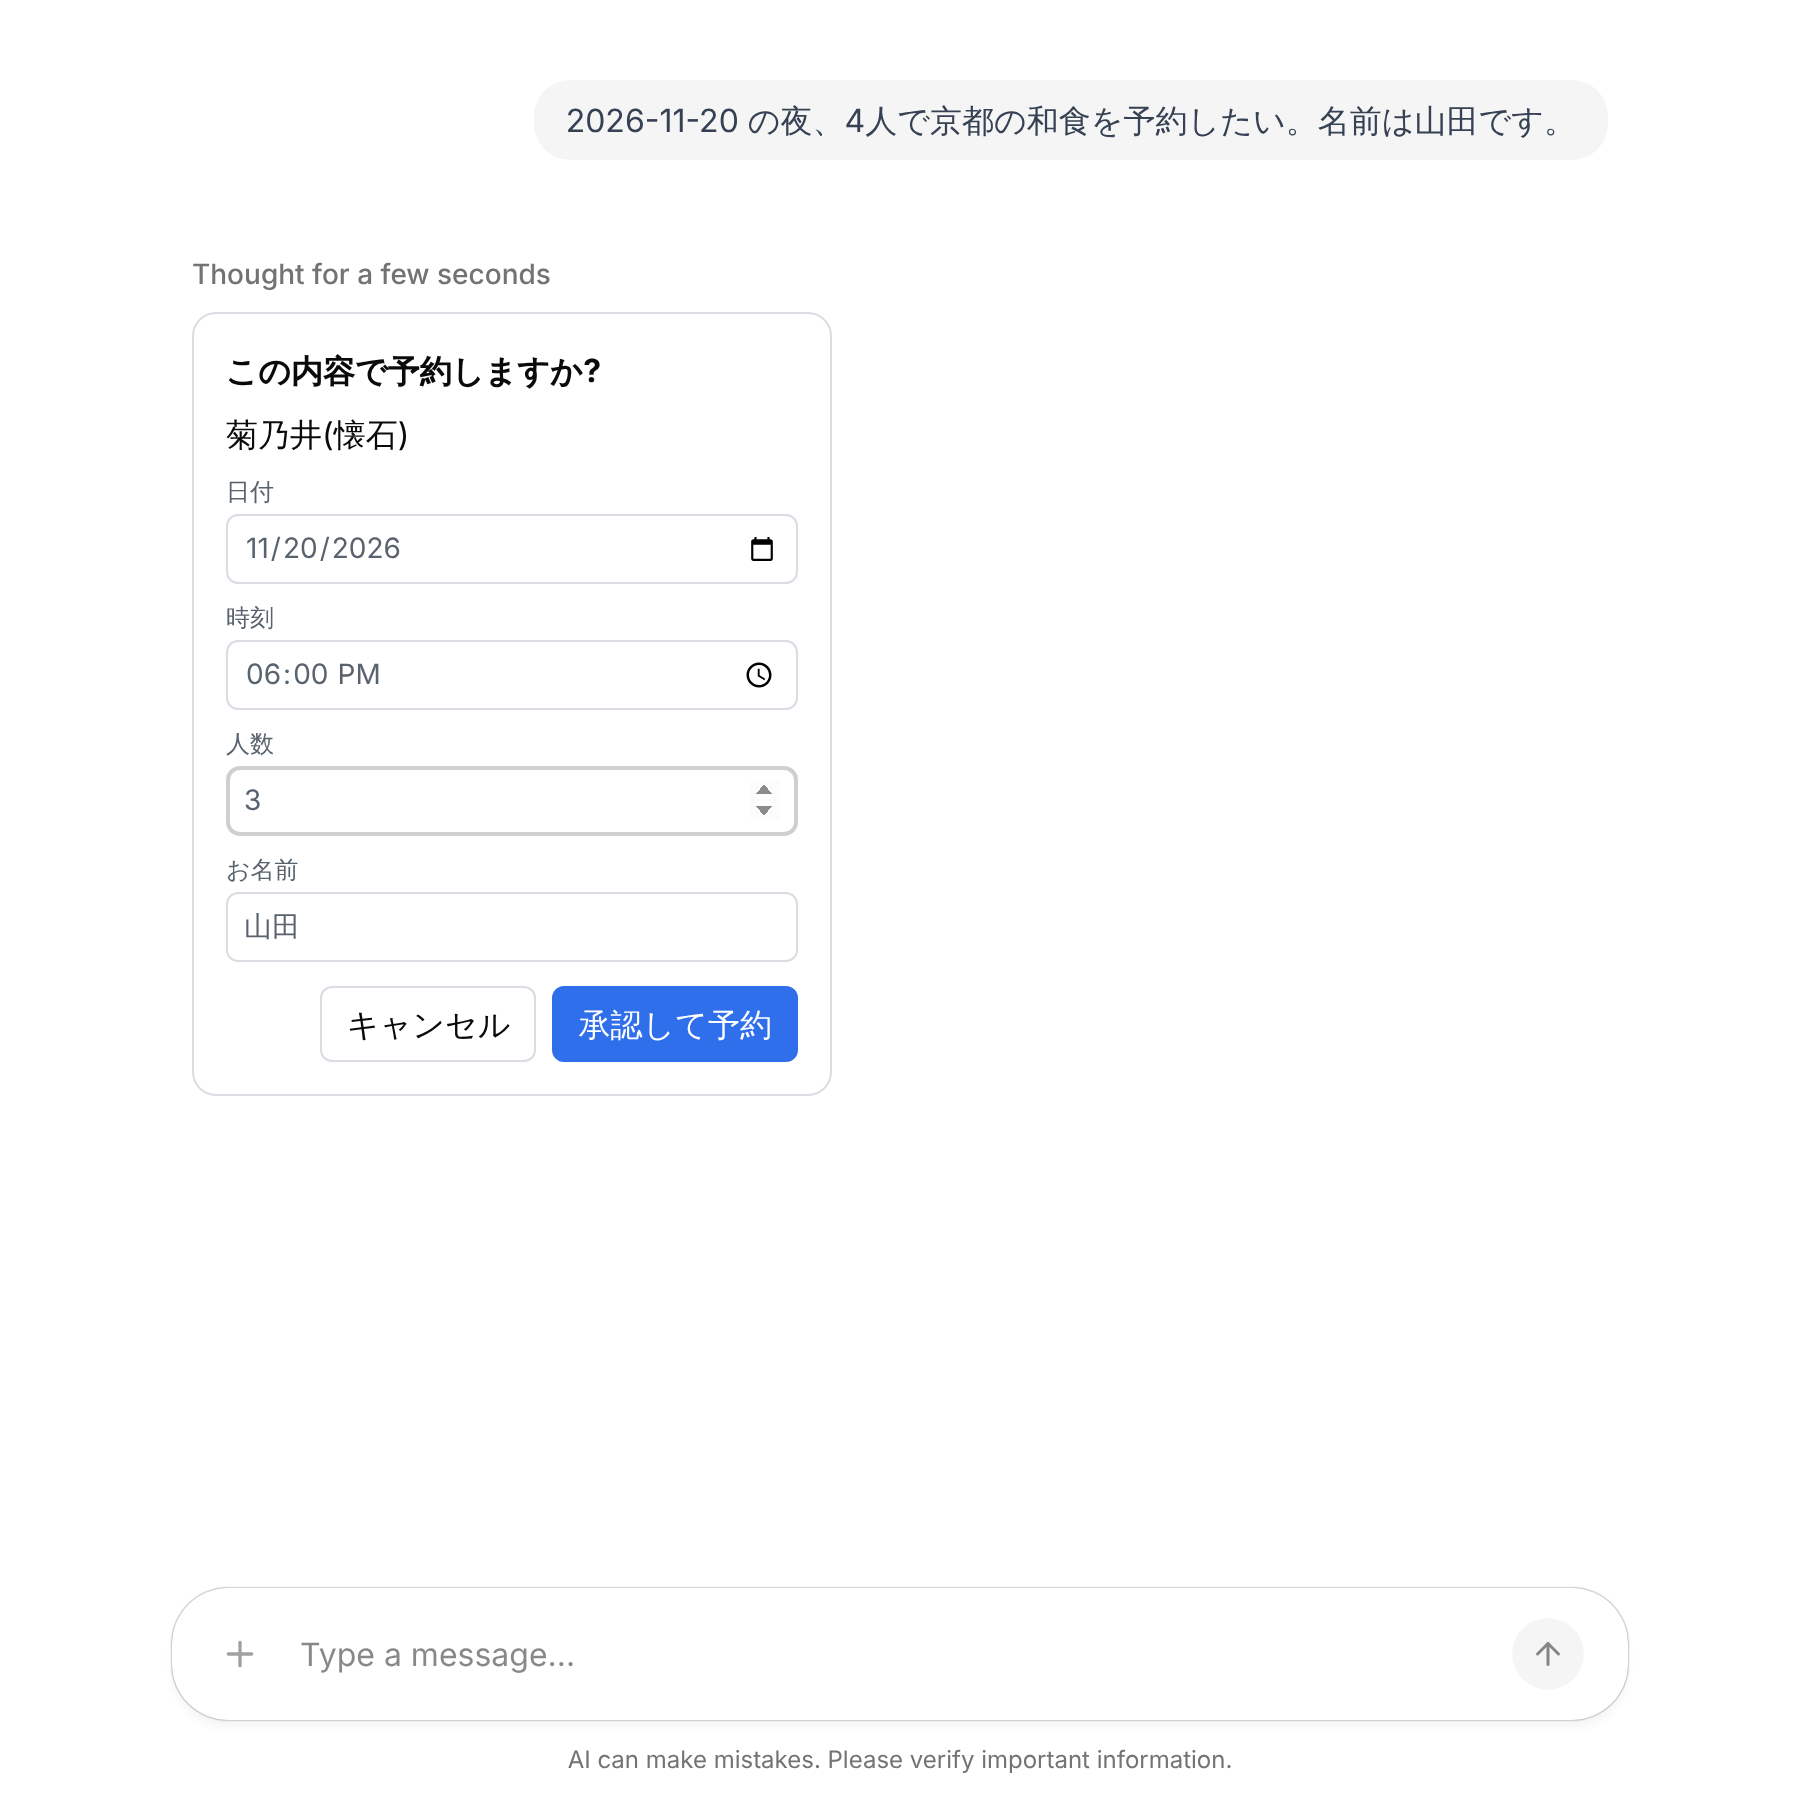 2026-11-20 の夜、4人で京都の和食を予約したい。名前は山田です。
Thought for a few seconds
この内容で予約しますか?
菊乃井(懐石)
日付
11/20/2026
時刻
06:00 PM
人数
3
お名前
山田
キャンセル 承認して予約
Type a message...
AI can make mistakes. Please verify important information.